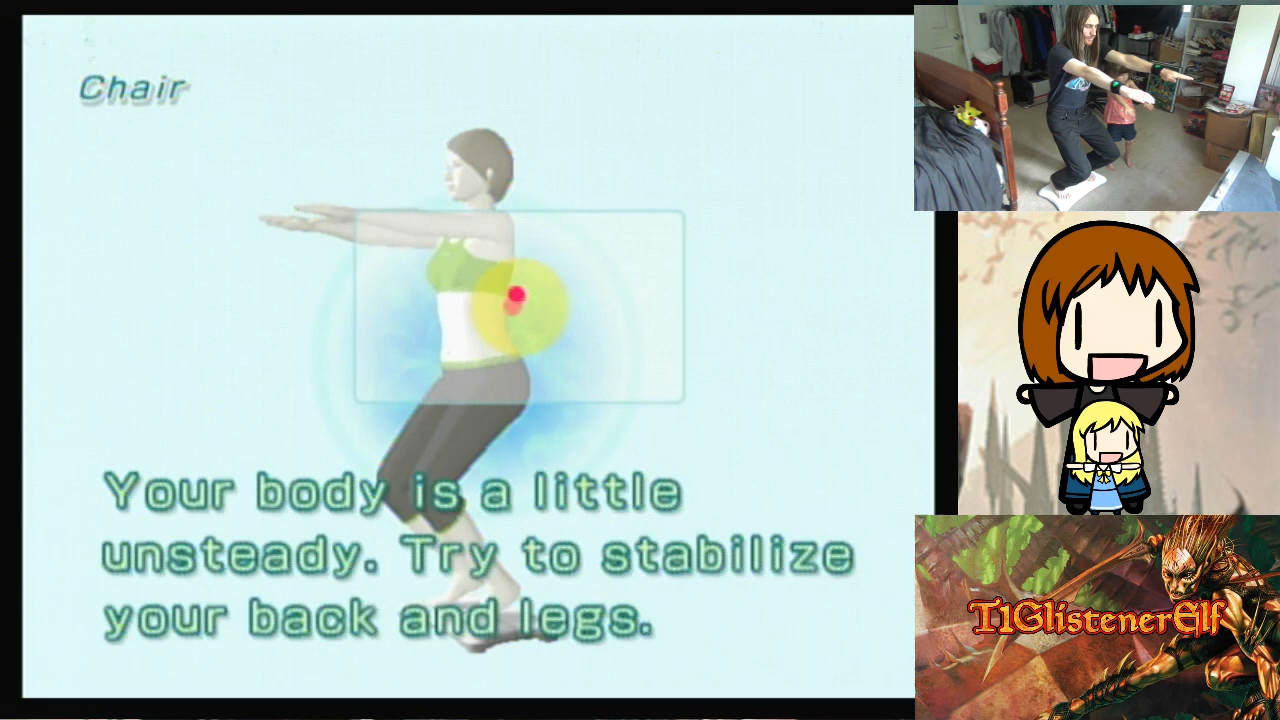 Chair
Your body is a little
unsteady. Try to stabilize
your back and legs.
T1GlistenerElf